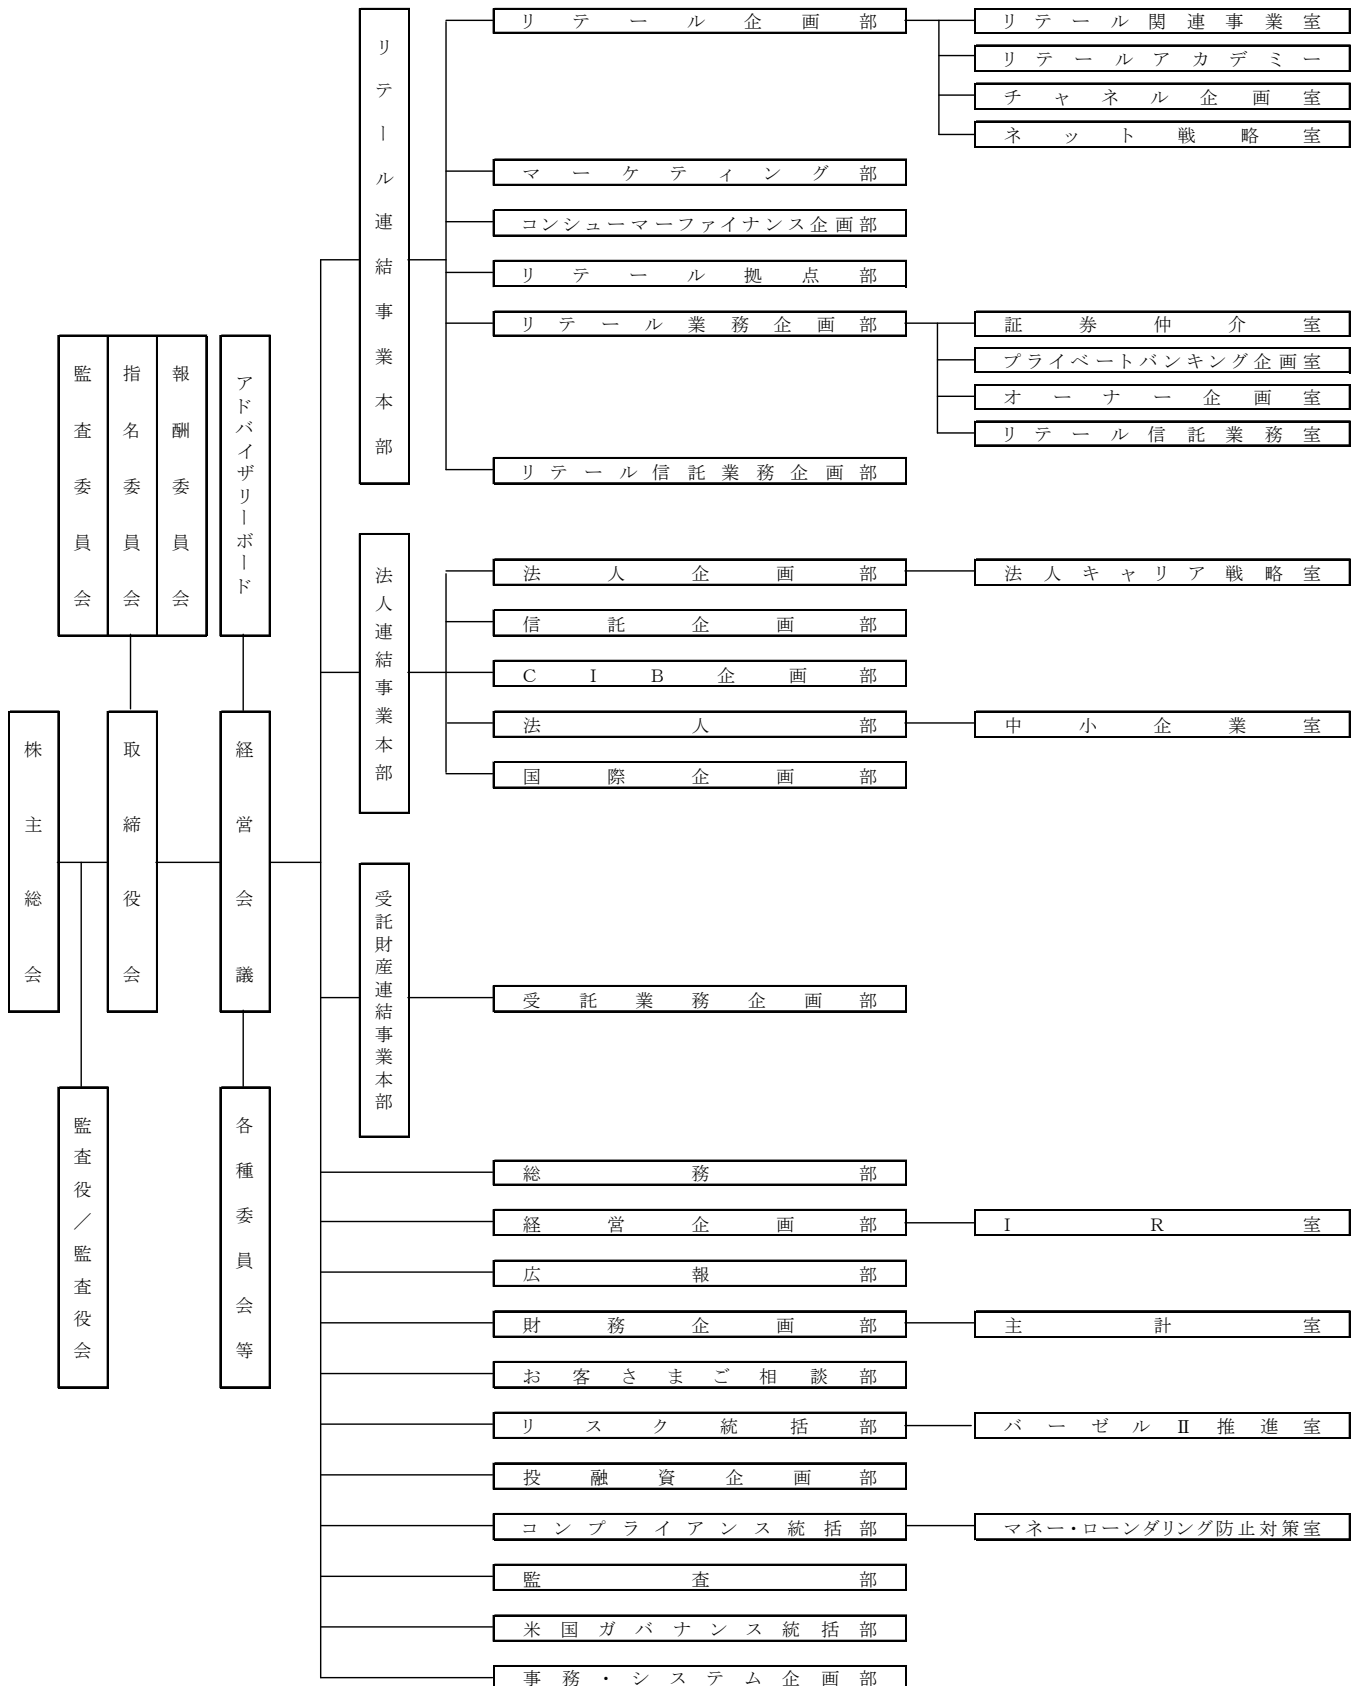 株主総会
監査役／監査役会
取締役会
監査委員会
指名委員会
報酬委員会
経営会議
アドバイザリーボード
各種委員会等
リテール連結事業本部
リテール企画部
リテール関連事業室
リテールアカデミー
チャネル企画室
ネット戦略室
マーケティング部
コンシューマーファイナンス企画部
リテール拠点部
リテール業務企画部
証券仲介室
プライベートバンキング企画室
オーナー企画室
リテール信託業務室
リテール信託業務企画部
法人連結事業本部
法人企画部
法人キャリア戦略室
信託企画部
CIB企画部
法人部
中小企業室
国際企画部
受託財産連結事業本部
受託業務企画部
総務部
経営企画部
IR室
広報部
財務企画部
主計室
お客さまご相談部
リスク統括部
バーゼルⅡ推進室
投融資企画部
コンプライアンス統括部
マネー・ローンダリング防止対策室
監査部
米国ガバナンス統括部
事務・システム企画部